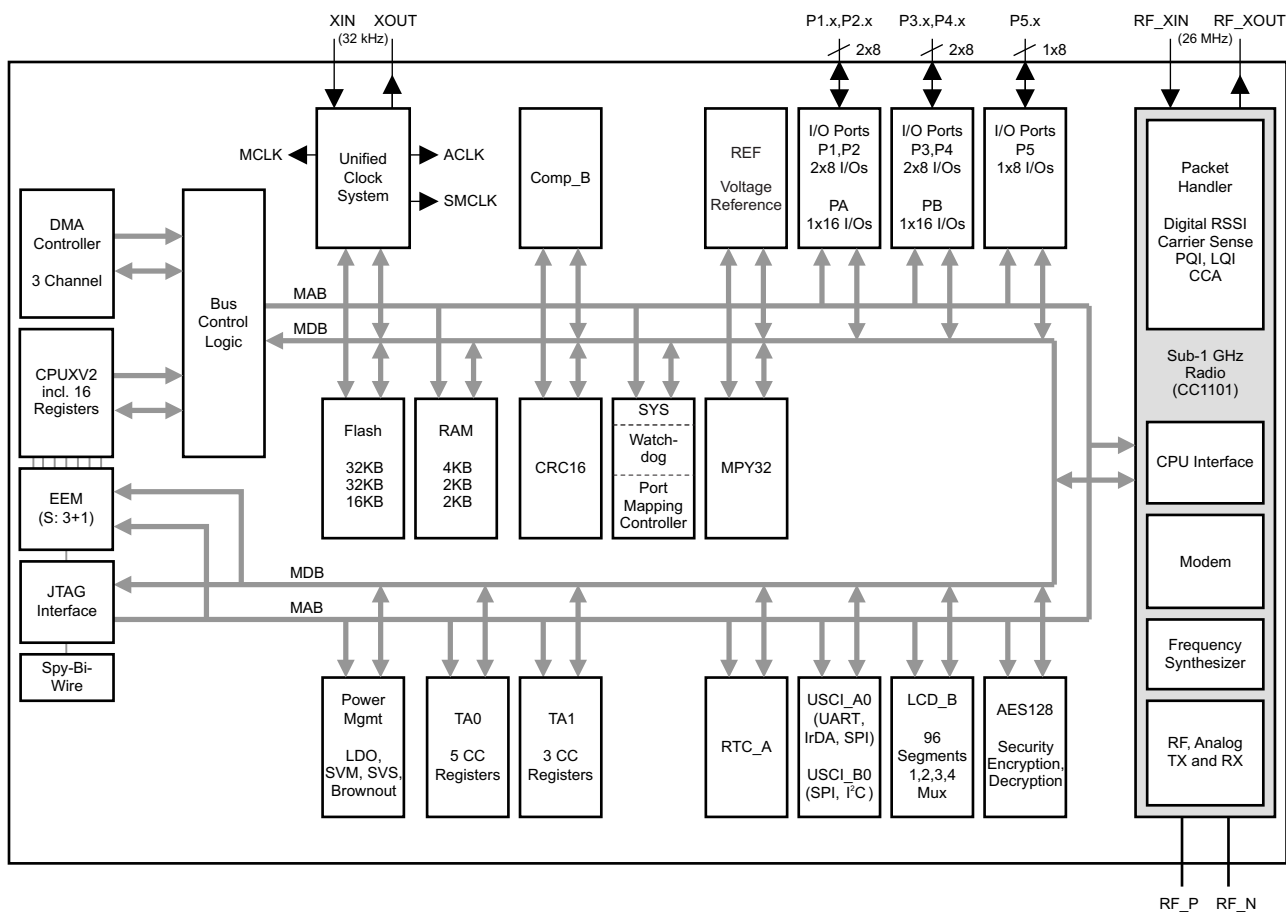 XIN XOUT
(32 kHz)
P1.x,P2.x
2x8
P3.x,P4.x
2x8
P5.x
1x8
RF_XIN RF_XOUT
(26 MHz)
MCLK
Unified
Clock
System
ACLK
SMCLK
Comp_B
REF
Voltage
Reference
I/O Ports
P1,P2
2x8 I/Os
PA
1x16 I/Os
I/O Ports
P3,P4
2x8 I/Os
PB
1x16 I/Os
I/O Ports
P5
1x8 I/Os
Packet
Handler
Digital RSSI
Carrier Sense
PQI, LQI
CCA
DMA
Controller
3 Channel
Bus
Control
Logic
MAB
MDB
CPUXV2
incl. 16
Registers
Sub-1 GHz
Radio
(CC1101)
Flash
32KB
32KB
16KB
RAM
4KB
2KB
2KB
CRC16
SYS
Watch-
dog
Port
Mapping
Controller
MPY32
CPU Interface
EEM
(S: 3+1)
Modem
JTAG
Interface
MDB
MAB
Spy-Bi-
Wire
Frequency
Synthesizer
Power
Mgmt
LDO,
SVM, SVS,
Brownout
TA0
5 CC
Registers
TA1
3 CC
Registers
RTC_A
USCI_A0
(UART,
IrDA, SPI)
USCI_B0
(SPI, I²C)
LCD_B
96
Segments
1,2,3,4
Mux
AES128
Security
Encryption,
Decryption
RF, Analog
TX and RX
RF_P RF_N